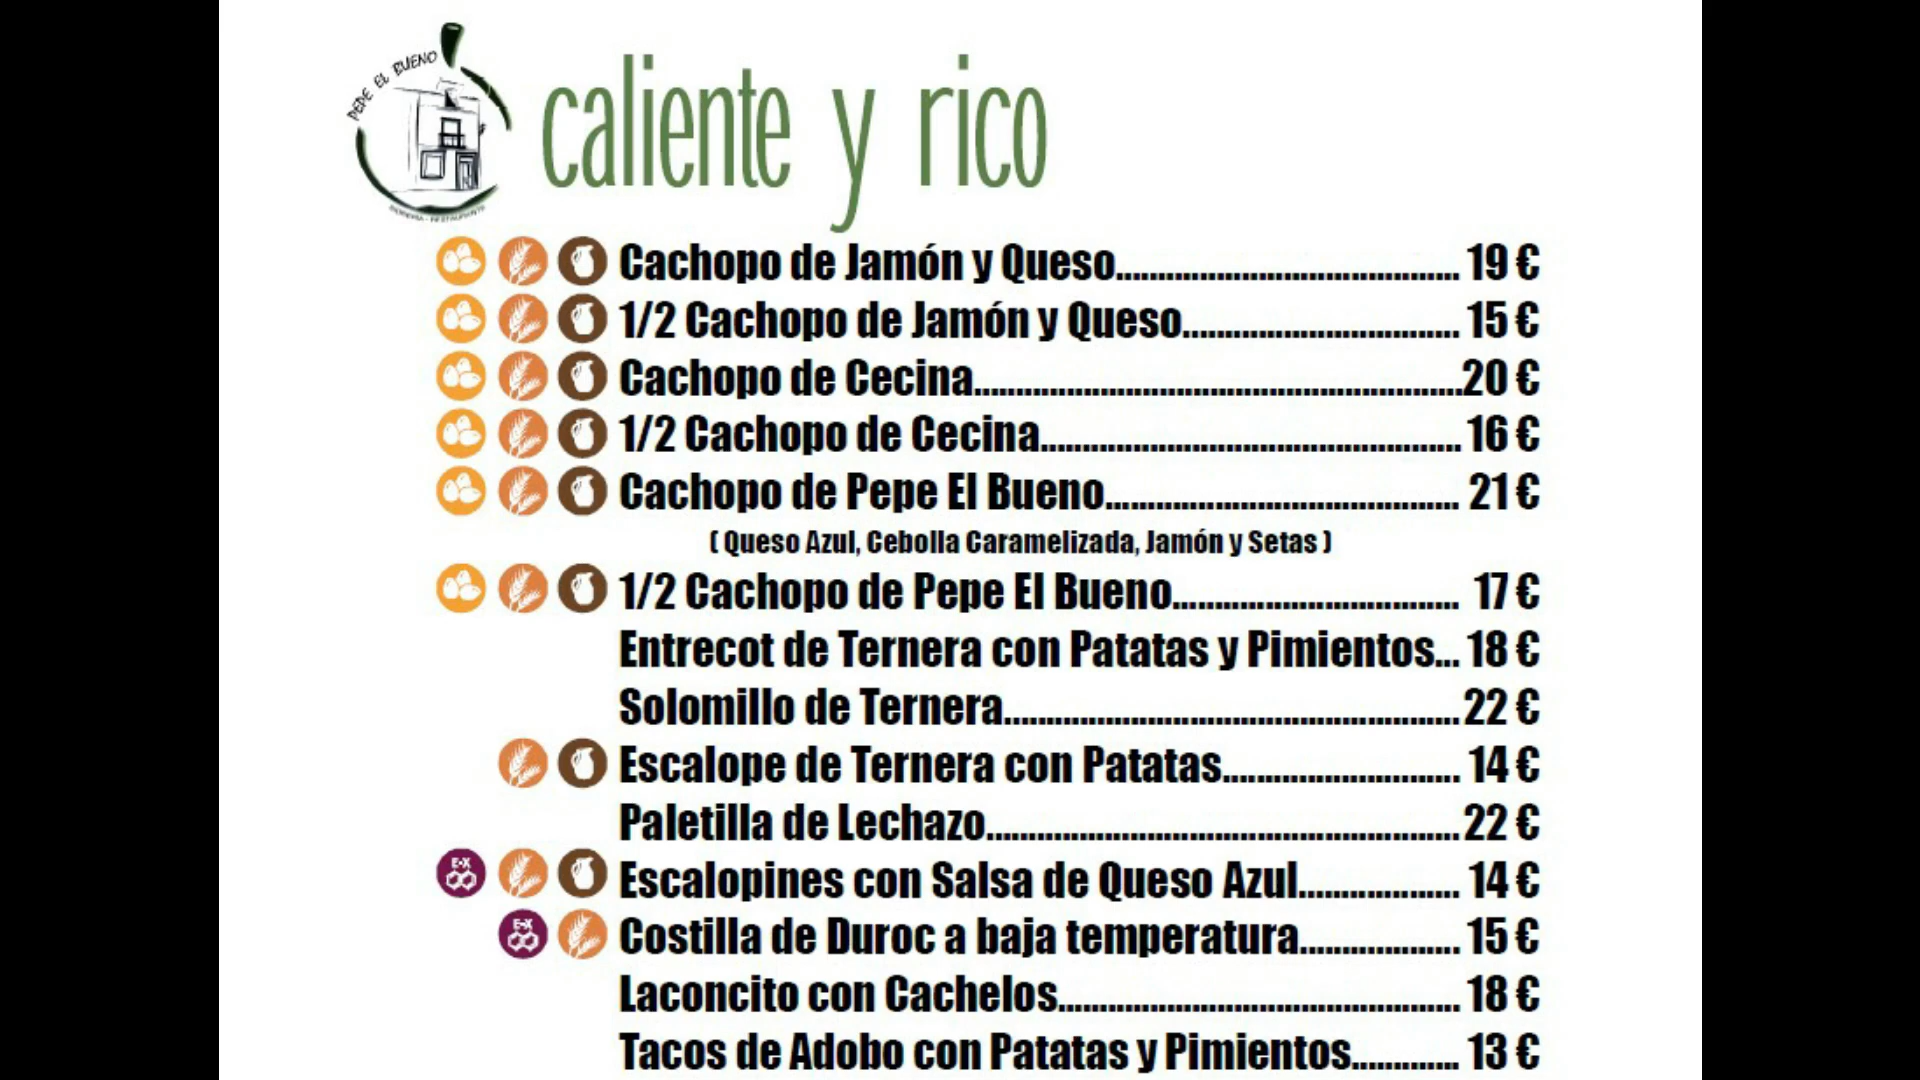 PEPE EL BUENO
caliente y rico
Cachopo de Jamón y Queso......................................... 19 €
1/2 Cachopo de Jamón y Queso................................. 15 €
Cachopo de Cecina..........................................................20 €
1/2 Cachopo de Cecina.................................................. 16 €
Cachopo de Pepe El Bueno.......................................... 21 €
( Queso Azul, Cebolla Caramelizada, Jamón y Setas )
1/2 Cachopo de Pepe El Bueno.................................. 17 €
Entrecot de Ternera con Patatas y Pimientos... 18 €
Solomillo de Ternera......................................................22 €
Escalope de Ternera con Patatas............................ 14 €
Paletilla de Lechazo........................................................22 €
E-X
Escalopines con Salsa de Queso Azul................... 14 €
E-X
Costilla de Duroc a baja temperatura................... 15 €
Laconcito con Cachelos................................................ 18 €
Tacos de Adobo con Patatas y Pimientos............. 13 €